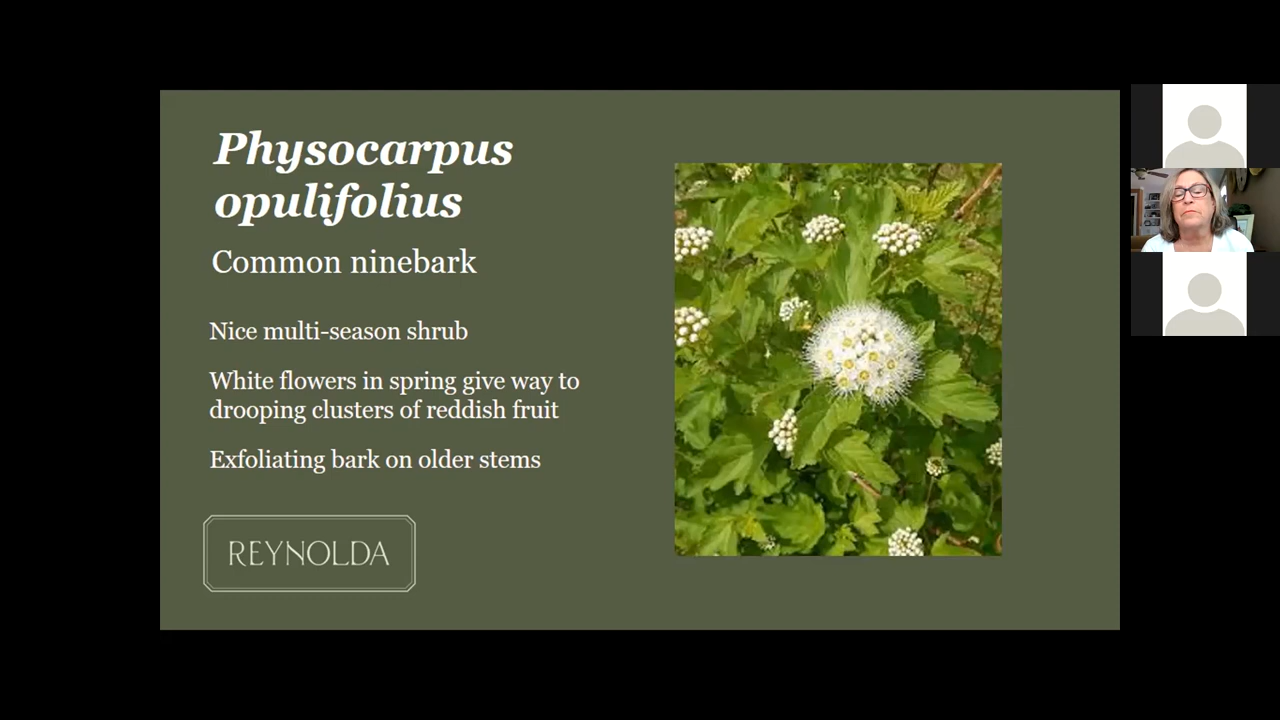 Physocarpus
opulifolius
Common ninebark
Nice multi-season shrub
White flowers in spring give way to
drooping clusters of reddish fruit
Exfoliating bark on older stems
REYNOLDA